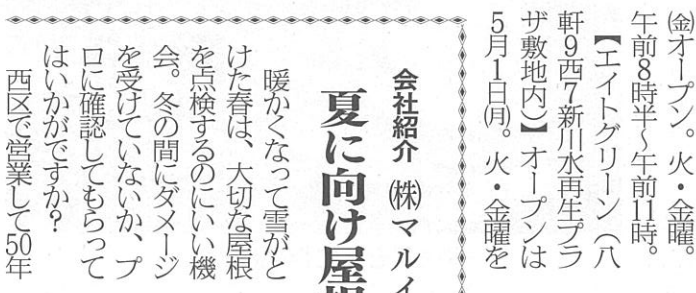 ㈮オープン。火・金曜。
午前8時半～午前11時。
【エイトグリーン（八
軒9西7新川水再生プラ
ザ敷地内）】オープンは
5月1日㈪。火・金曜を
会社紹介 ㈱マルイ
夏に向け屋根
暖かくなって雪がと
けた春は、大切な屋根
を点検するのにいい機
会。冬の間にダメージ
を受けていないか、プ
ロに確認してもらって
はいかがですか？
西区で営業して50年